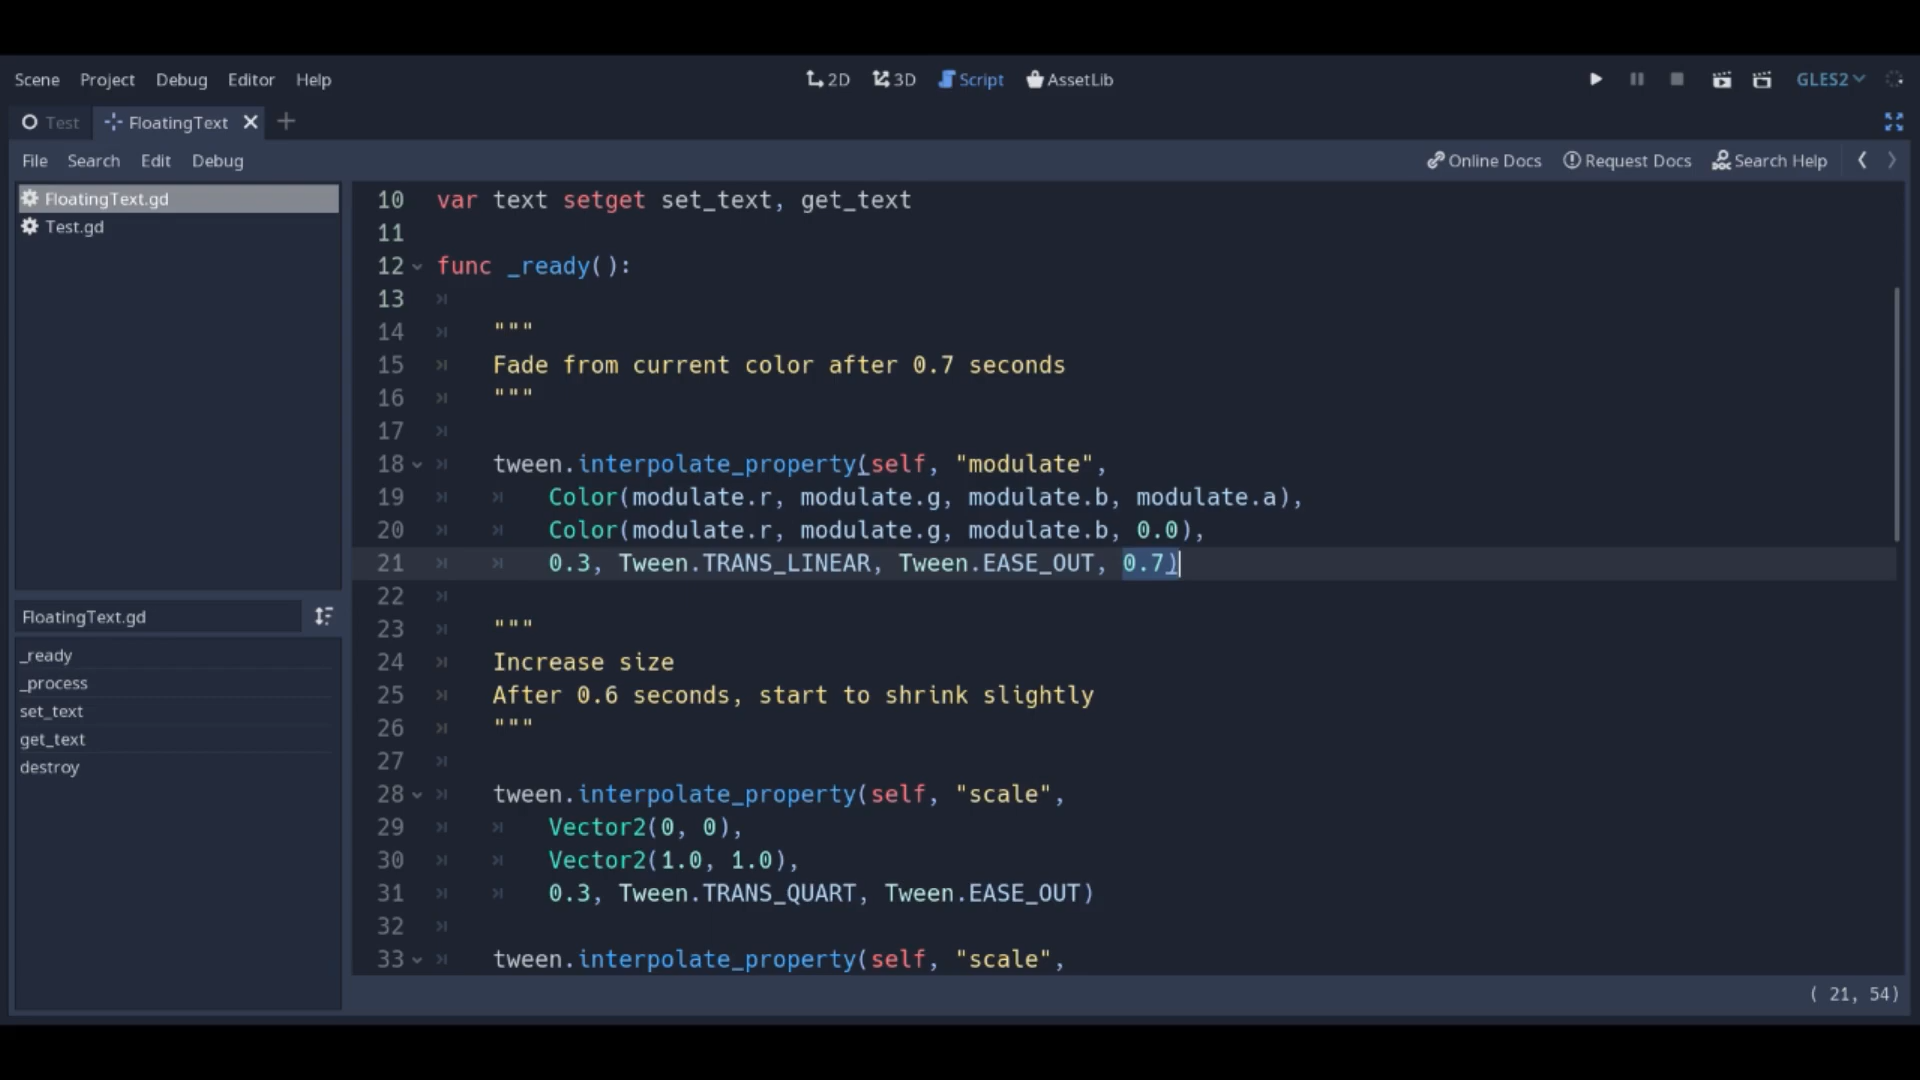 Scene Project Debug Editor Help 2D 3D Script AssetLib GLES2
Test FloatingText
File Search Edit Debug Online Docs Request Docs Search Help
FloatingText.gd
Test.gd
FloatingText.gd
_ready
_process
set_text
get_text
destroy
10 var text setget set_text, get_text
11
12 func _ready():
13
14 """
15 Fade from current color after 0.7 seconds
16 """
17
18 tween.interpolate_property(self, "modulate",
19 Color(modulate.r, modulate.g, modulate.b, modulate.a),
20 Color(modulate.r, modulate.g, modulate.b, 0.0),
21 0.3, Tween.TRANS_LINEAR, Tween.EASE_OUT, 0.7)
22
23 """
24 Increase size
25 After 0.6 seconds, start to shrink slightly
26 """
27
28 tween.interpolate_property(self, "scale",
29 Vector2(0, 0),
30 Vector2(1.0, 1.0),
31 0.3, Tween.TRANS_QUART, Tween.EASE_OUT)
32
33 tween.interpolate_property(self, "scale",
( 21, 54)